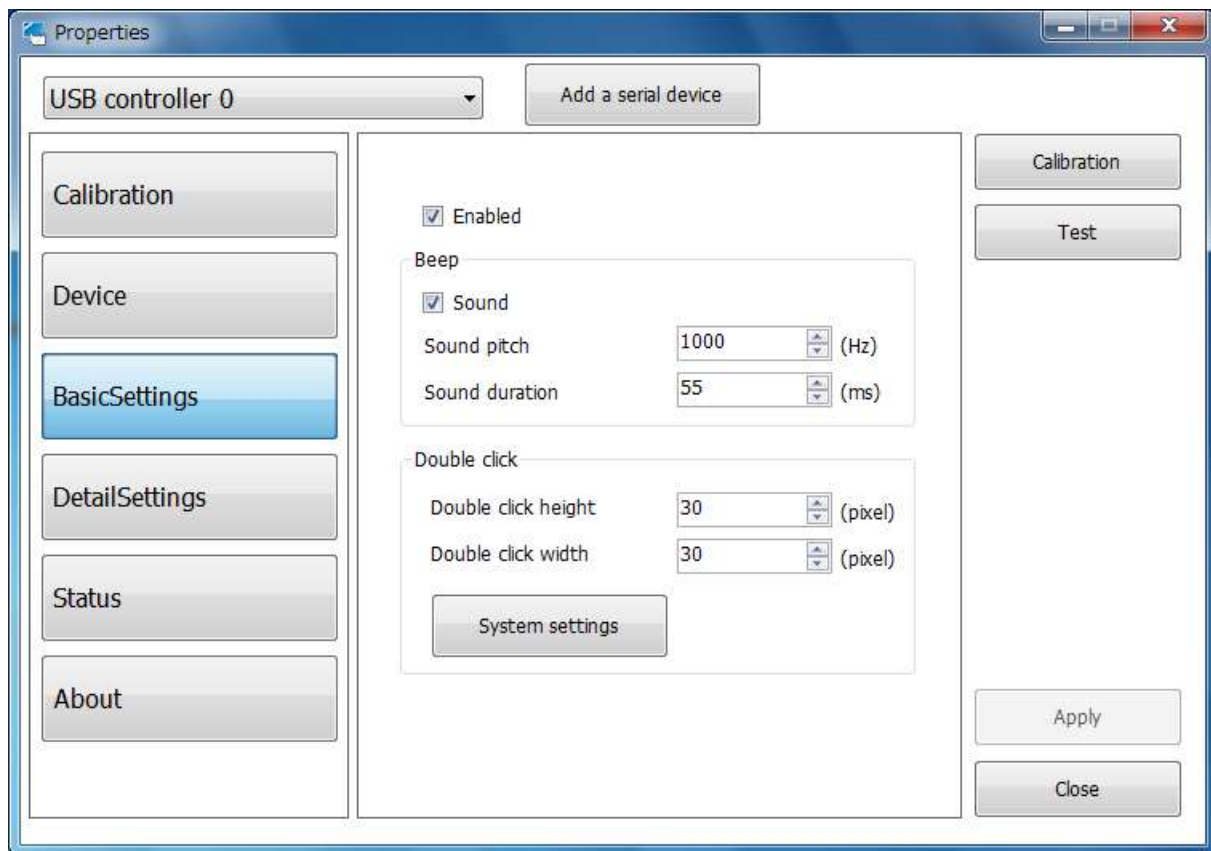 Properties
USB controller 0
Add a serial device
Calibration
Device
BasicSettings
DetailSettings
Status
About
Enabled
Beep
Sound
Sound pitch 1000 (Hz)
Sound duration 55 (ms)
Double click
Double click height 30 (pixel)
Double click width 30 (pixel)
System settings
Calibration
Test
Apply
Close